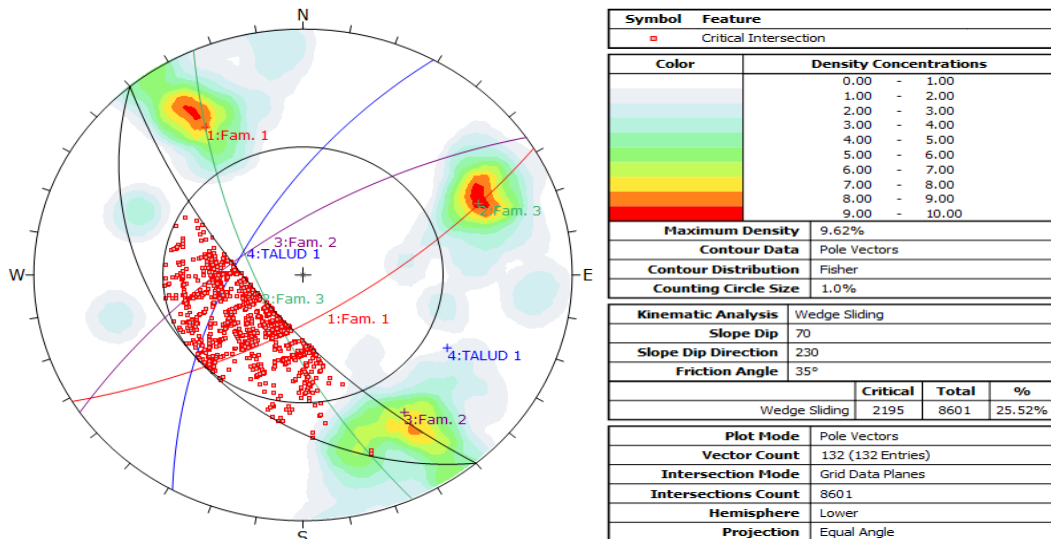 N
W
E
S
1:Fam. 1
2:Fam. 3
3:Fam. 2
4:TALUD 1
2:Fam. 3
1:Fam. 1
4:TALUD 1
3:Fam. 2
Symbol Feature
Critical Intersection
Color Density Concentrations
0.00 - 1.00
1.00 - 2.00
2.00 - 3.00
3.00 - 4.00
4.00 - 5.00
5.00 - 6.00
6.00 - 7.00
7.00 - 8.00
8.00 - 9.00
9.00 - 10.00
Maximum Density 9.62%
Contour Data Pole Vectors
Contour Distribution Fisher
Counting Circle Size 1.0%
Kinematic Analysis Wedge Sliding
Slope Dip 70
Slope Dip Direction 230
Friction Angle 35°
Critical Total %
Wedge Sliding 2195 8601 25.52%
Plot Mode Pole Vectors
Vector Count 132 (132 Entries)
Intersection Mode Grid Data Planes
Intersections Count 8601
Hemisphere Lower
Projection Equal Angle